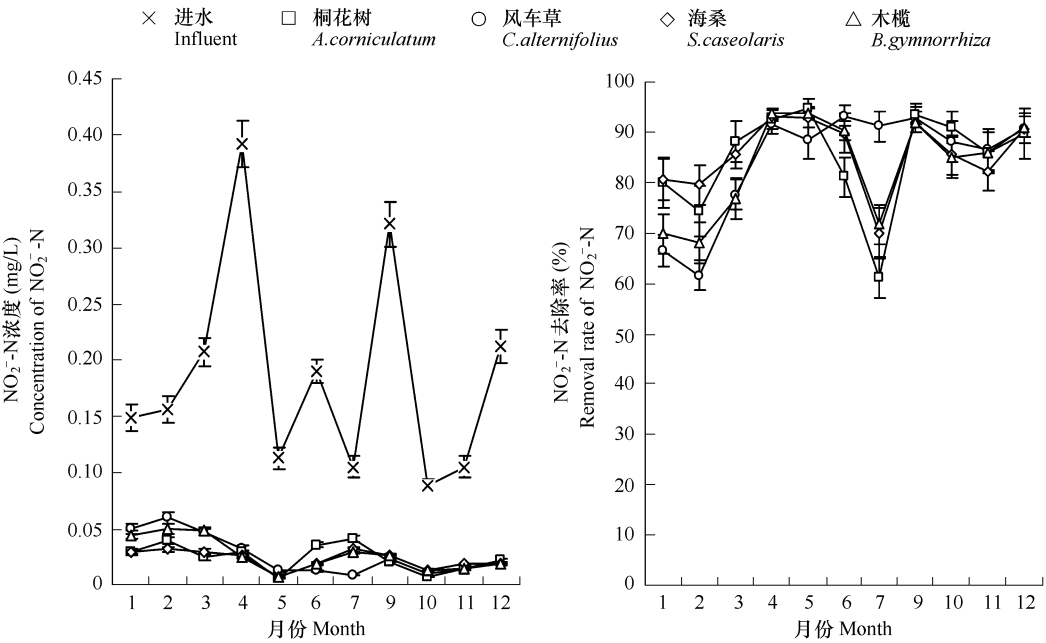 进水 桐花树 风车草 海桑 木榄
Influent A.corniculatum C.alternifolius S.caseolaris B.gymnorrhiza
NO₂⁻-N浓度 (mg/L)
Concentration of NO₂⁻-N
0.45
0.40
0.35
0.30
0.25
0.20
0.15
0.10
0.05
0
1 2 3 4 5 6 7 9 10 11 12
月份 Month
NO₂⁻-N 去除率 (%)
Removal rate of NO₂⁻-N
100
90
80
70
60
50
40
30
20
10
0
1 2 3 4 5 6 7 9 10 11 12
月份 Month